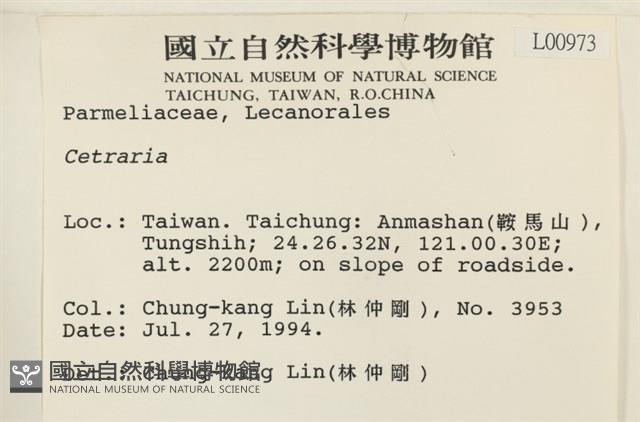 國立自然科學博物館
L00973
NATIONAL MUSEUM OF NATURAL SCIENCE
TAICHUNG, TAIWAN, R.O.CHINA
Parmeliaceae, Lecanorales
Cetraria
Loc.: Taiwan. Taichung: Anmashan(鞍馬山),
Tungshih; 24.26.32N, 121.00.30E;
alt. 2200m; on slope of roadside.
Col.: Chung-kang Lin(林仲剛), No. 3953
Date: Jul. 27, 1994.
Det.: Chung-kang Lin(林仲剛)
國立自然科學博物館
NATIONAL MUSEUM OF NATURAL SCIENCE